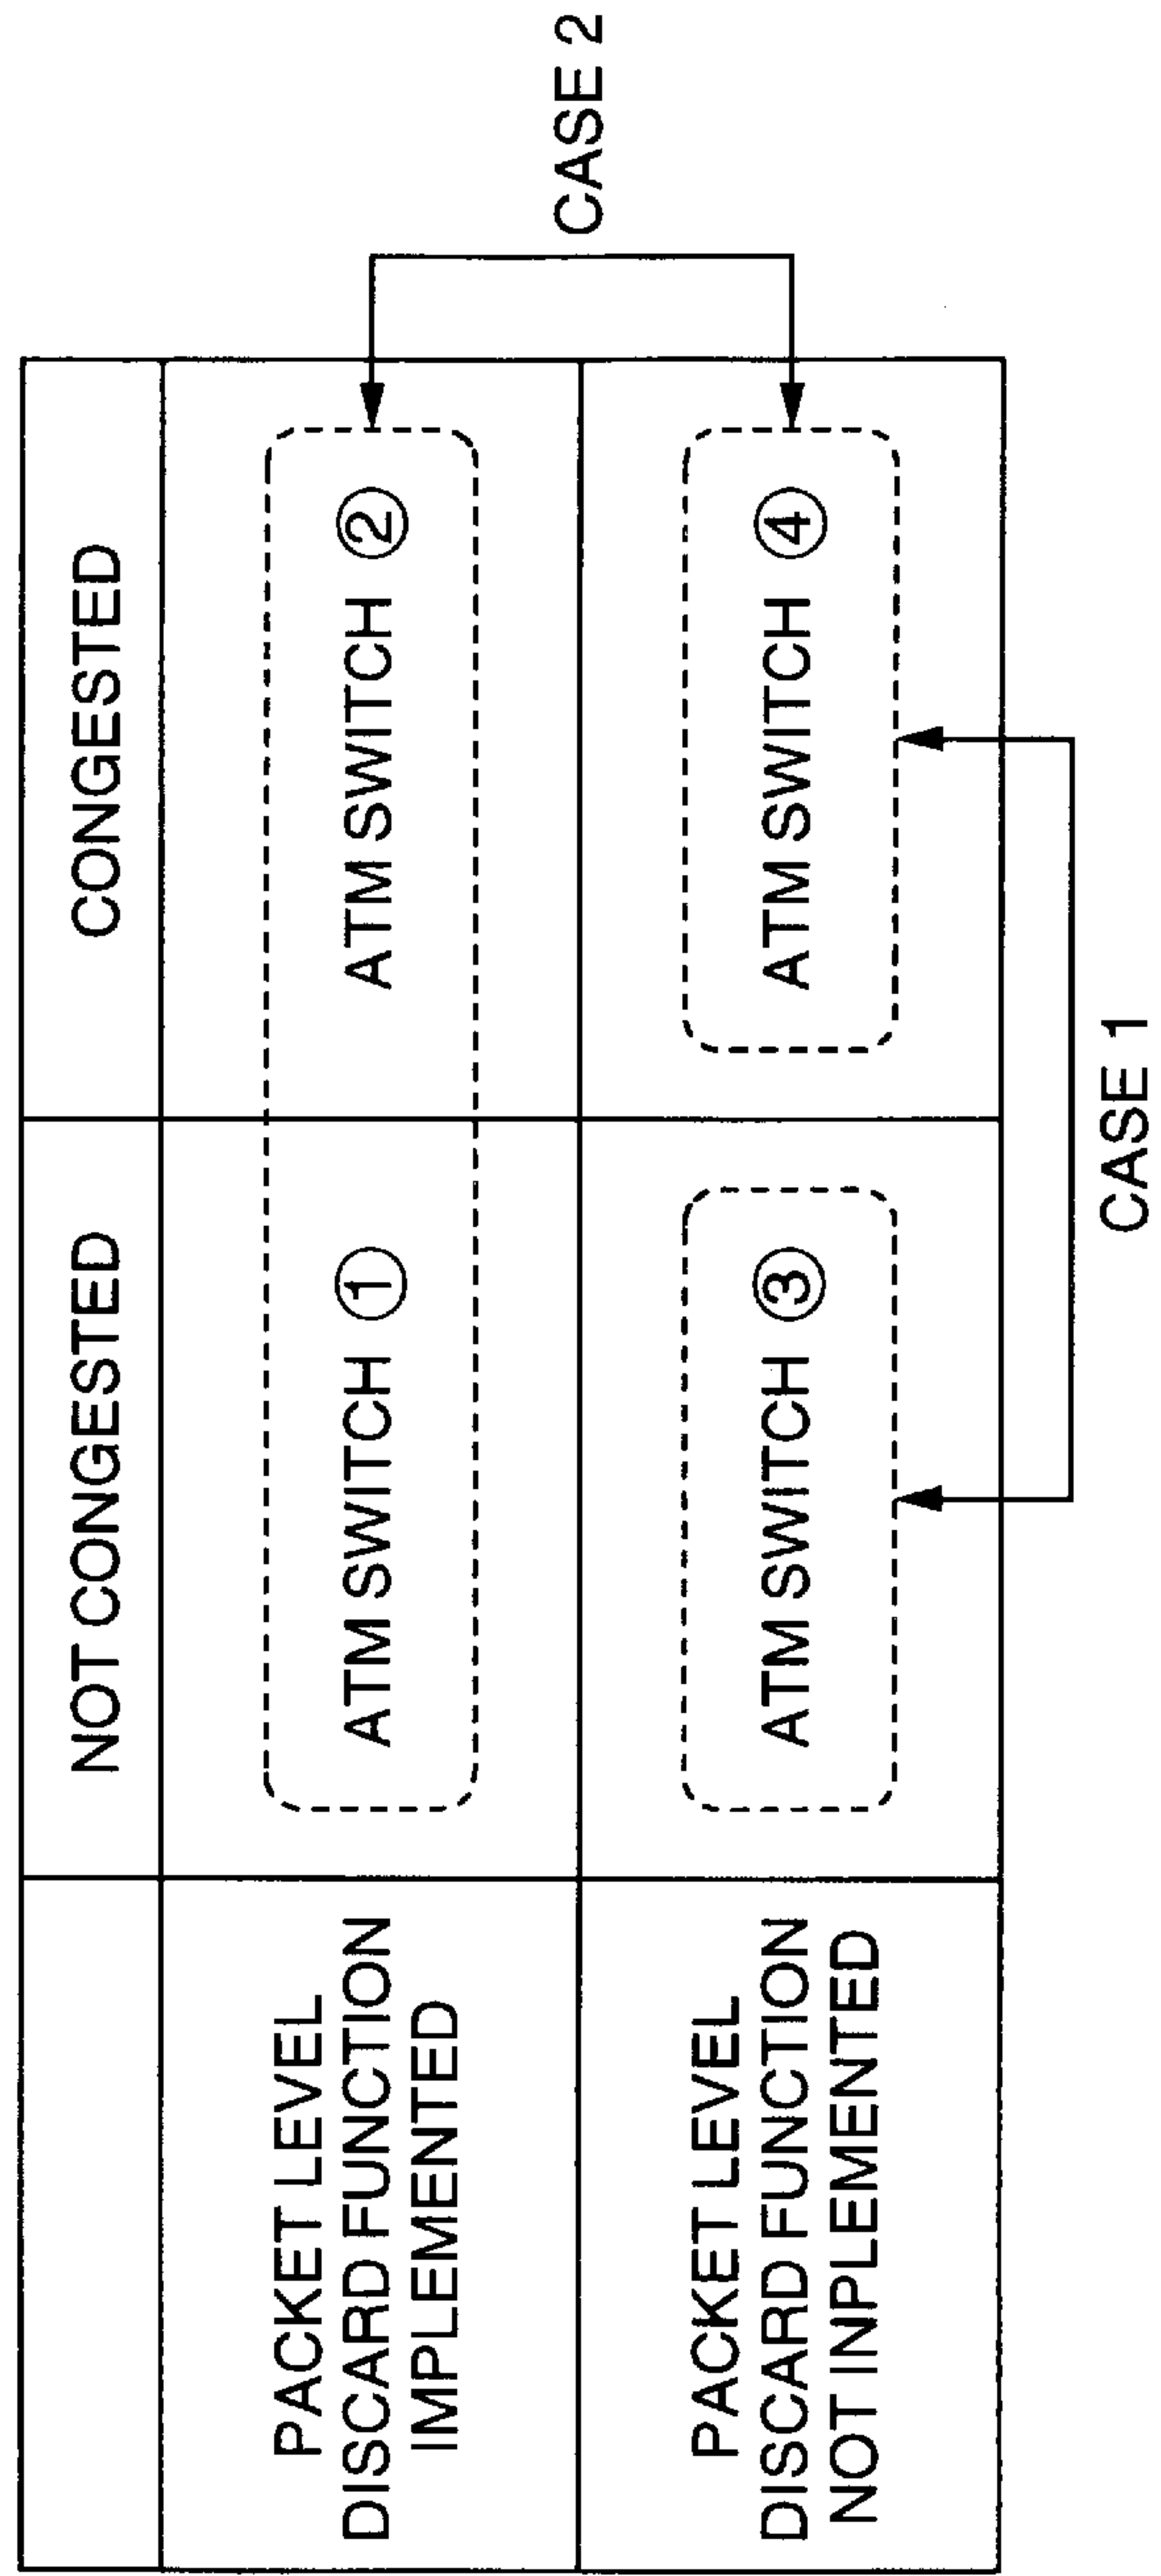 NOT CONGESTED
CONGESTED
PACKET LEVEL
DISCARD FUNCTION
IMPLEMENTED
ATM SWITCH ①
ATM SWITCH ②
CASE 2
PACKET LEVEL
DISCARD FUNCTION
NOT INPLEMENTED
ATM SWITCH ③
ATM SWITCH ④
CASE 1